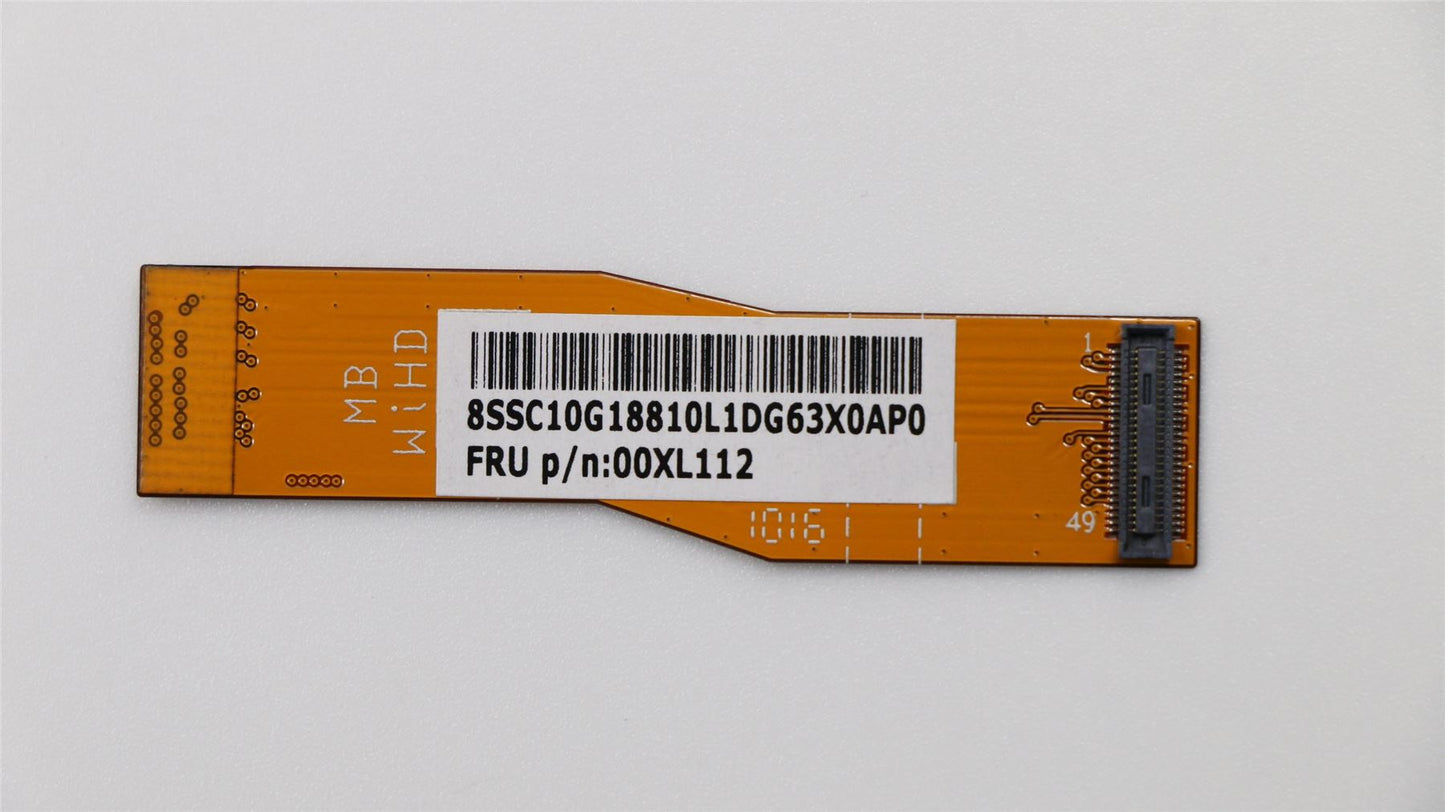 MB
WiHD
8SSC10G18810L1DG63X0AP0
FRU p/n:00XL112
1016
1
49